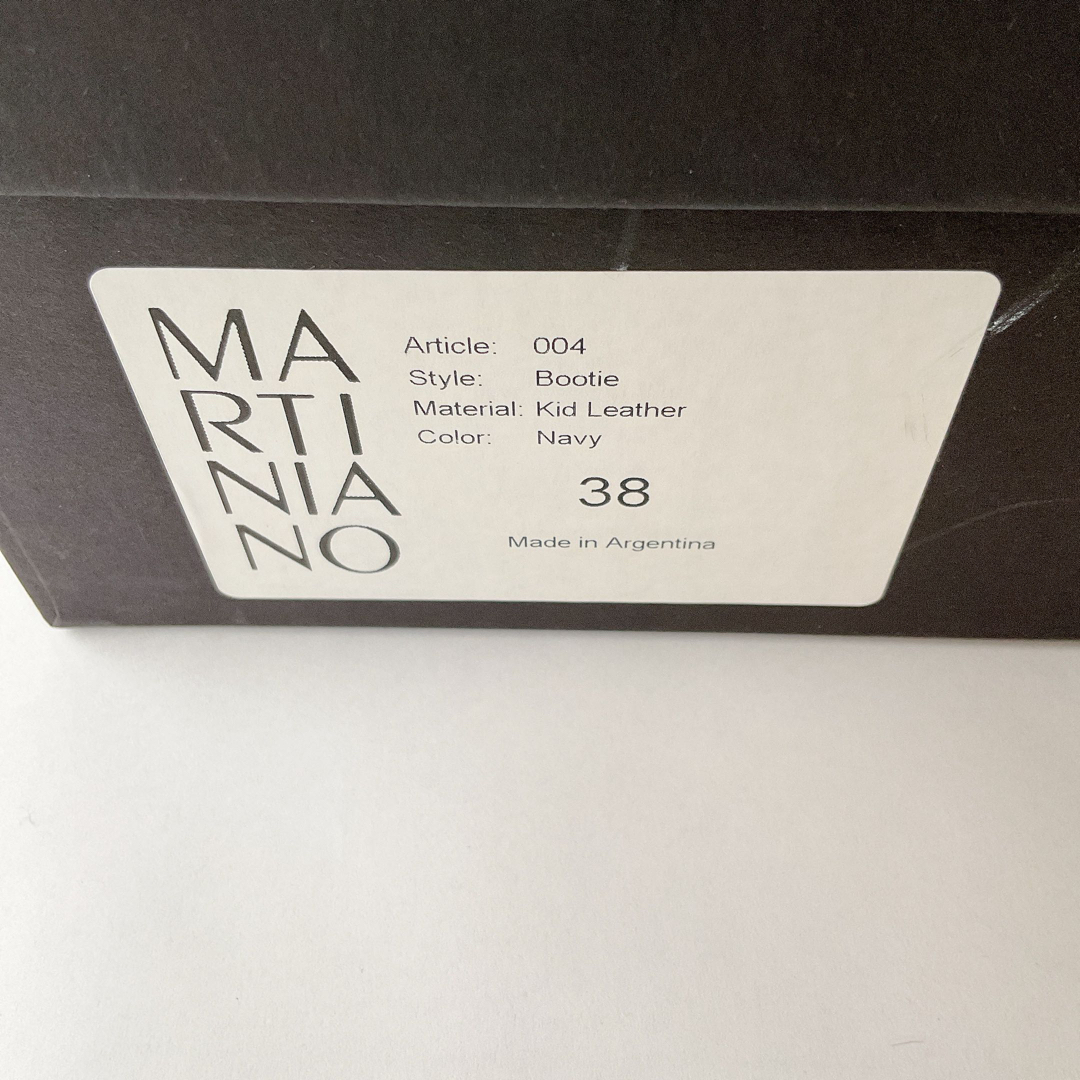 MA
RTI
NIA
NO
Article: 004
Style: Bootie
Material: Kid Leather
Color: Navy
38
Made in Argentina